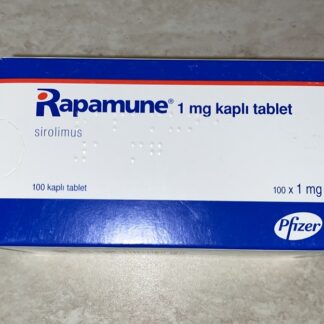 Rapamune® 1 mg kaplı tablet
sirolimus
100 kaplı tablet
100 x 1 mg
Pfizer